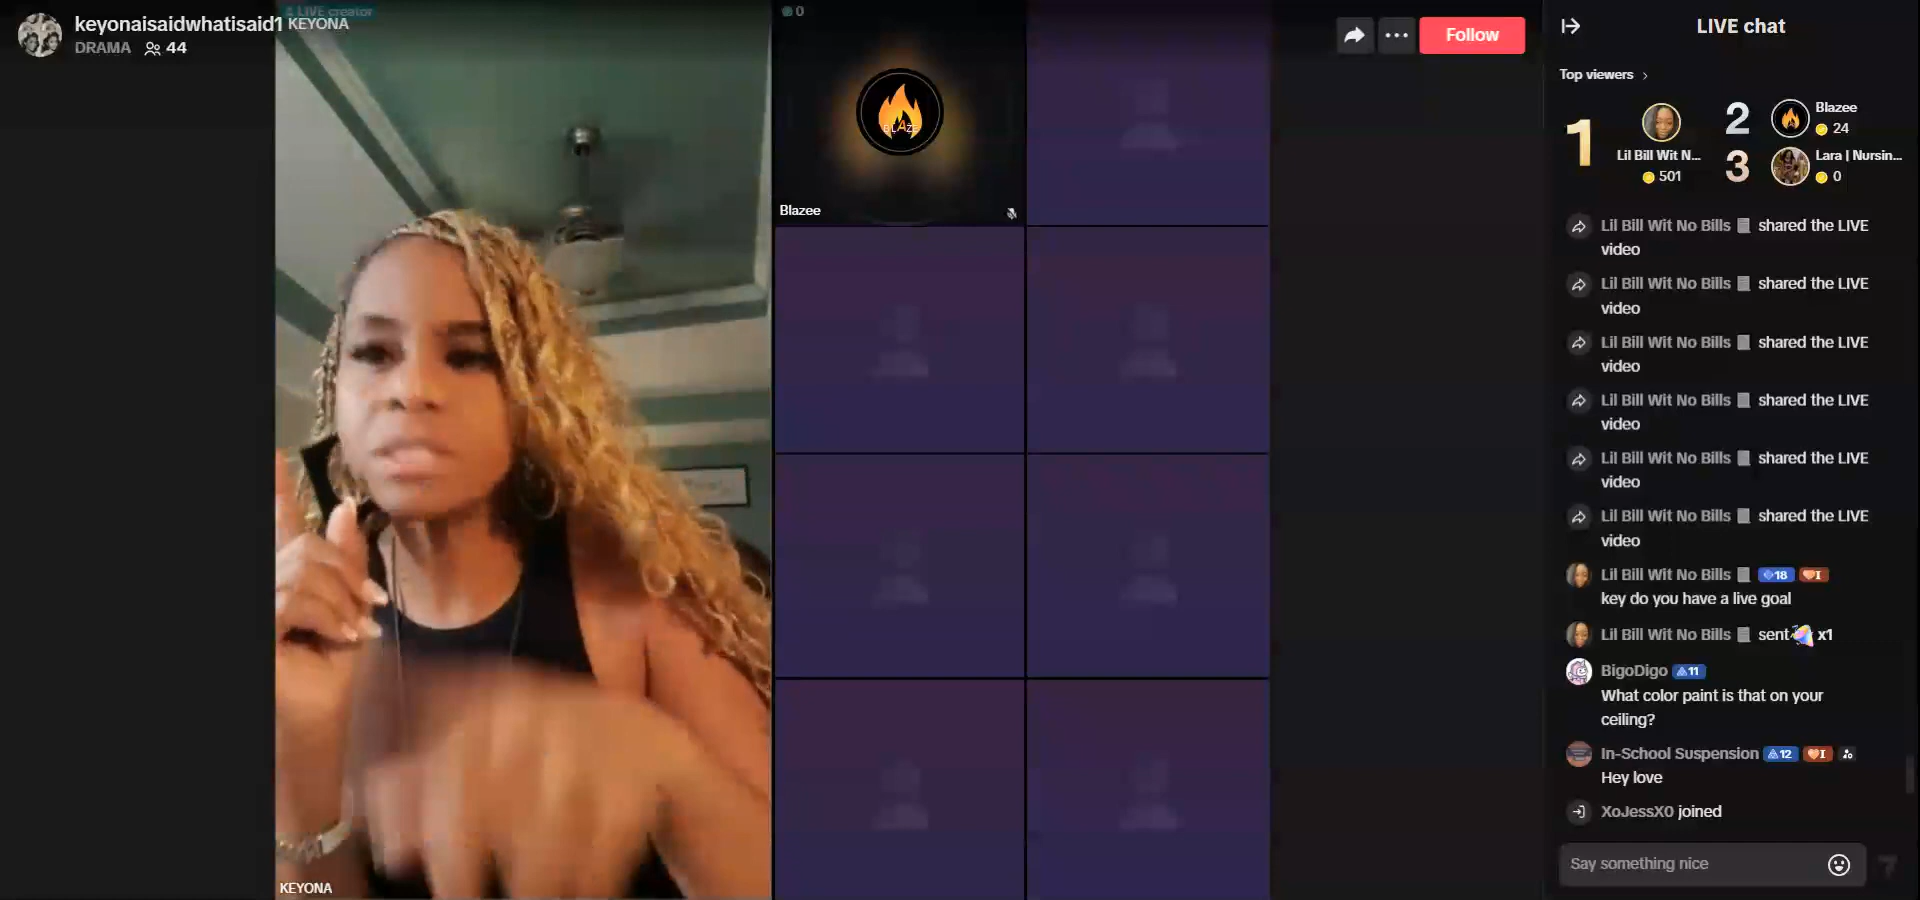 keyonaisaidwhatisaid1
DRAMA 44
LIVE creator
KEYONA
0
Follow
BLAZE
Blazee
KEYONA
LIVE chat
Top viewers
1
Lil Bill Wit N...
501
2
Blazee
24
3
Lara | Nursin...
0
Lil Bill Wit No Bills shared the LIVE
video
Lil Bill Wit No Bills shared the LIVE
video
Lil Bill Wit No Bills shared the LIVE
video
Lil Bill Wit No Bills shared the LIVE
video
Lil Bill Wit No Bills shared the LIVE
video
Lil Bill Wit No Bills shared the LIVE
video
Lil Bill Wit No Bills 18 I
key do you have a live goal
Lil Bill Wit No Bills sent x1
BigoDigo 11
What color paint is that on your
ceiling?
In-School Suspension 12 I
Hey love
XoJessXO joined
Say something nice